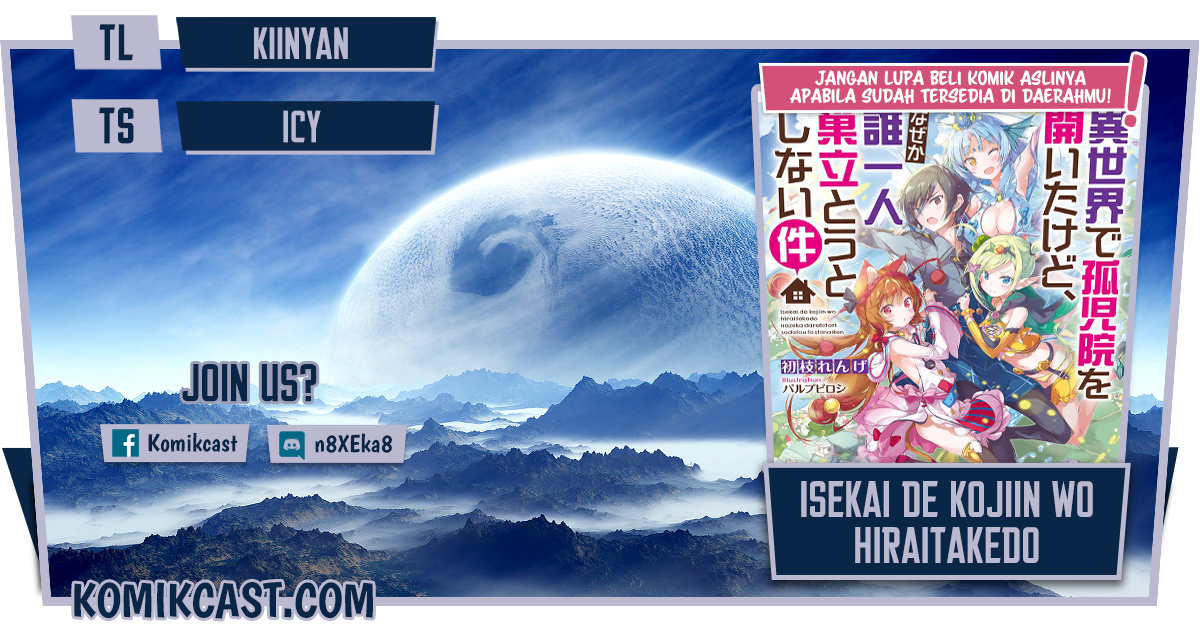 TL
KIINYAN
TS
ICY
JANGAN LUPA BELI KOMIK ASLINYA
APABILA SUDAH TERSEDIA DI DAERAHMU!
異世界で孤児院を
開いたけど、
なぜか
誰一人
巣立とうと
しない件
isekai de kojiin wo
hiraitakedo
nazeka darehitori
sudatou to shinaiken
初枝れんげ
Illustration
パルプピロシ
JOIN US?
Komikcast
n8XEka8
ISEKAI DE KOJIIN WO
HIRAITAKEDO
KOMIKCAST.COM